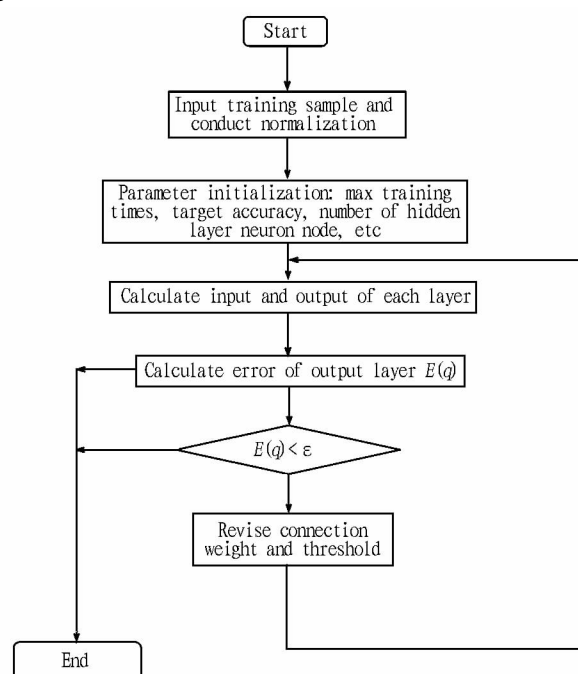 Start
Input training sample and
conduct normalization
Parameter initialization: max training
times, target accuracy, number of hidden
layer neuron node, etc
Calculate input and output of each layer
Calculate error of output layer E(q)
E(q)<ε
Revise connection
weight and threshold
End